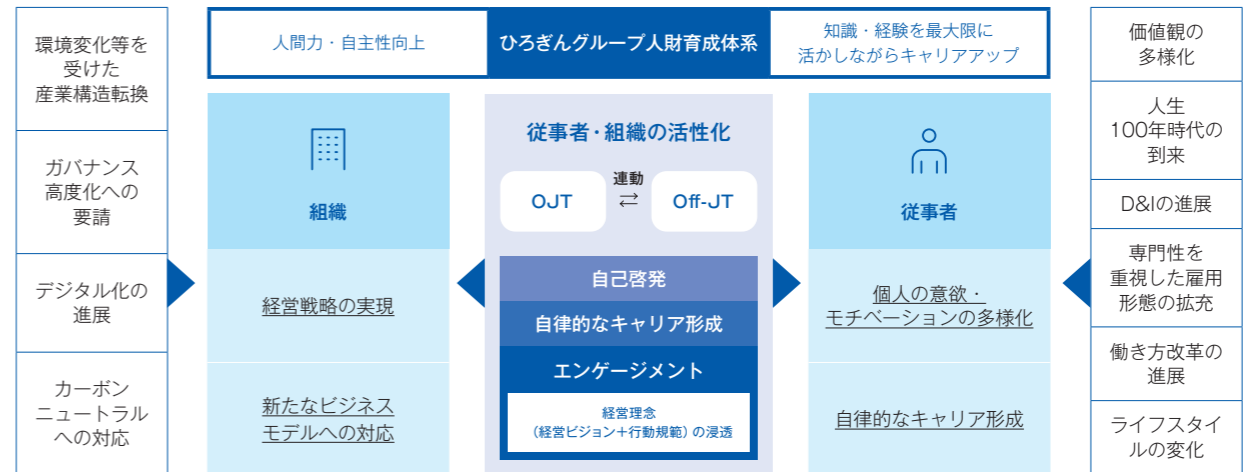 環境変化等を
受けた
産業構造転換
ガバナンス
高度化への
要請
デジタル化の
進展
カーボン
ニュートラル
への対応
人間力・自主性向上
ひろぎんグループ人財育成体系
知識・経験を最大限に
活かしながらキャリアアップ
組織
経営戦略の実現
新たなビジネス
モデルへの対応
従事者・組織の活性化
OJT
連動
⇄
Off-JT
自己啓発
自律的なキャリア形成
エンゲージメント
経営理念
（経営ビジョン＋行動規範）の浸透
従事者
個人の意欲・
モチベーションの多様化
自律的なキャリア形成
価値観の
多様化
人生
100年時代の
到来
D&Iの進展
専門性を
重視した雇用
形態の拡充
働き方改革の
進展
ライフスタイ
ルの変化